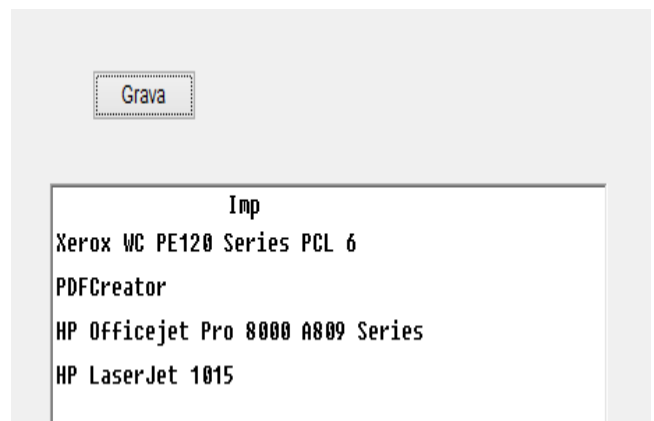 Grava
Imp
Xerox WC PE120 Series PCL 6
PDFCreator
HP Officejet Pro 8000 A809 Series
HP LaserJet 1015